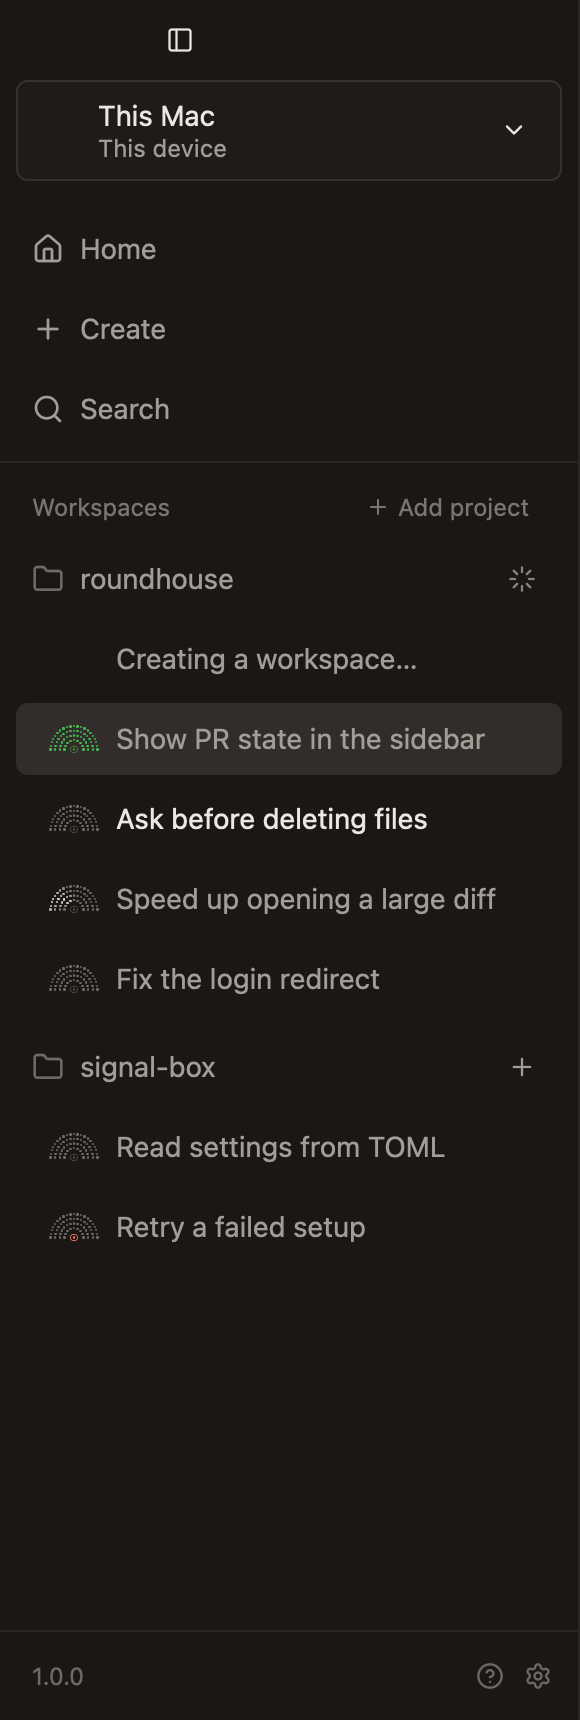 This Mac
This device
Home
Create
Search
Workspaces
Add project
roundhouse
Creating a workspace...
Show PR state in the sidebar
Ask before deleting files
Speed up opening a large diff
Fix the login redirect
signal-box
Read settings from TOML
Retry a failed setup
1.0.0